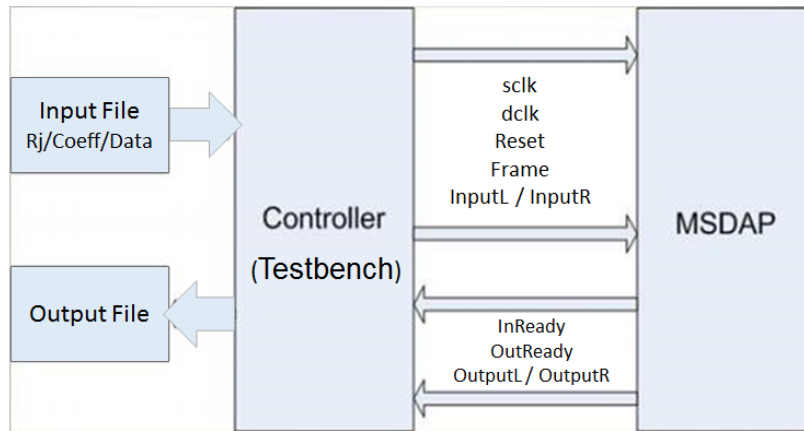 Input File
Rj/Coeff/Data
Output File
Controller
(Testbench)
sclk
dclk
Reset
Frame
InputL / InputR
InReady
OutReady
OutputL / OutputR
MSDAP